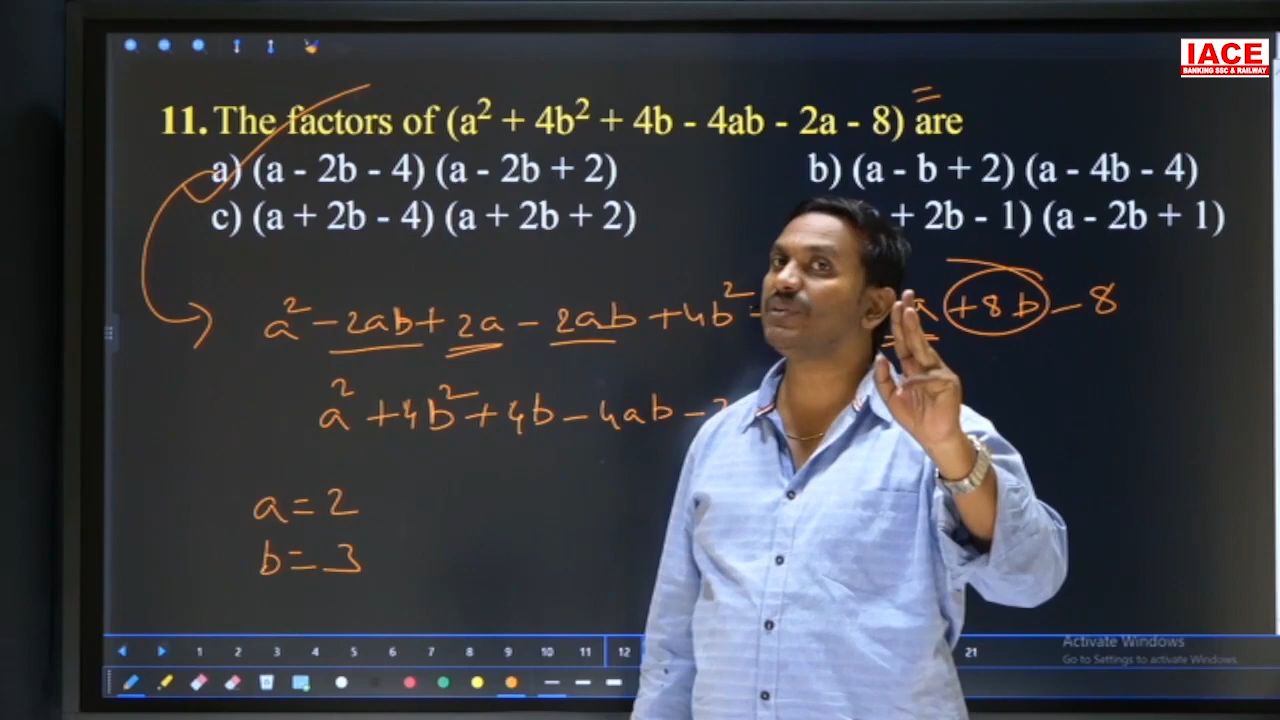 IACE
BANKING SSC & RAILWAY
11. The factors of (a² + 4b² + 4b - 4ab - 2a - 8) are
a) (a - 2b - 4) (a - 2b + 2)
b) (a - b + 2) (a - 4b - 4)
c) (a + 2b - 4) (a + 2b + 2)
+ 2b - 1) (a - 2b + 1)
a² - 2ab + 2a - 2ab + 4b² - a + 8b - 8
a² + 4b² + 4b - 4ab - 2
a = 2
b = 3
Activate Windows
Go to Settings to activate Windows.
1 2 3 4 5 6 7 8 9 10 11 12 21